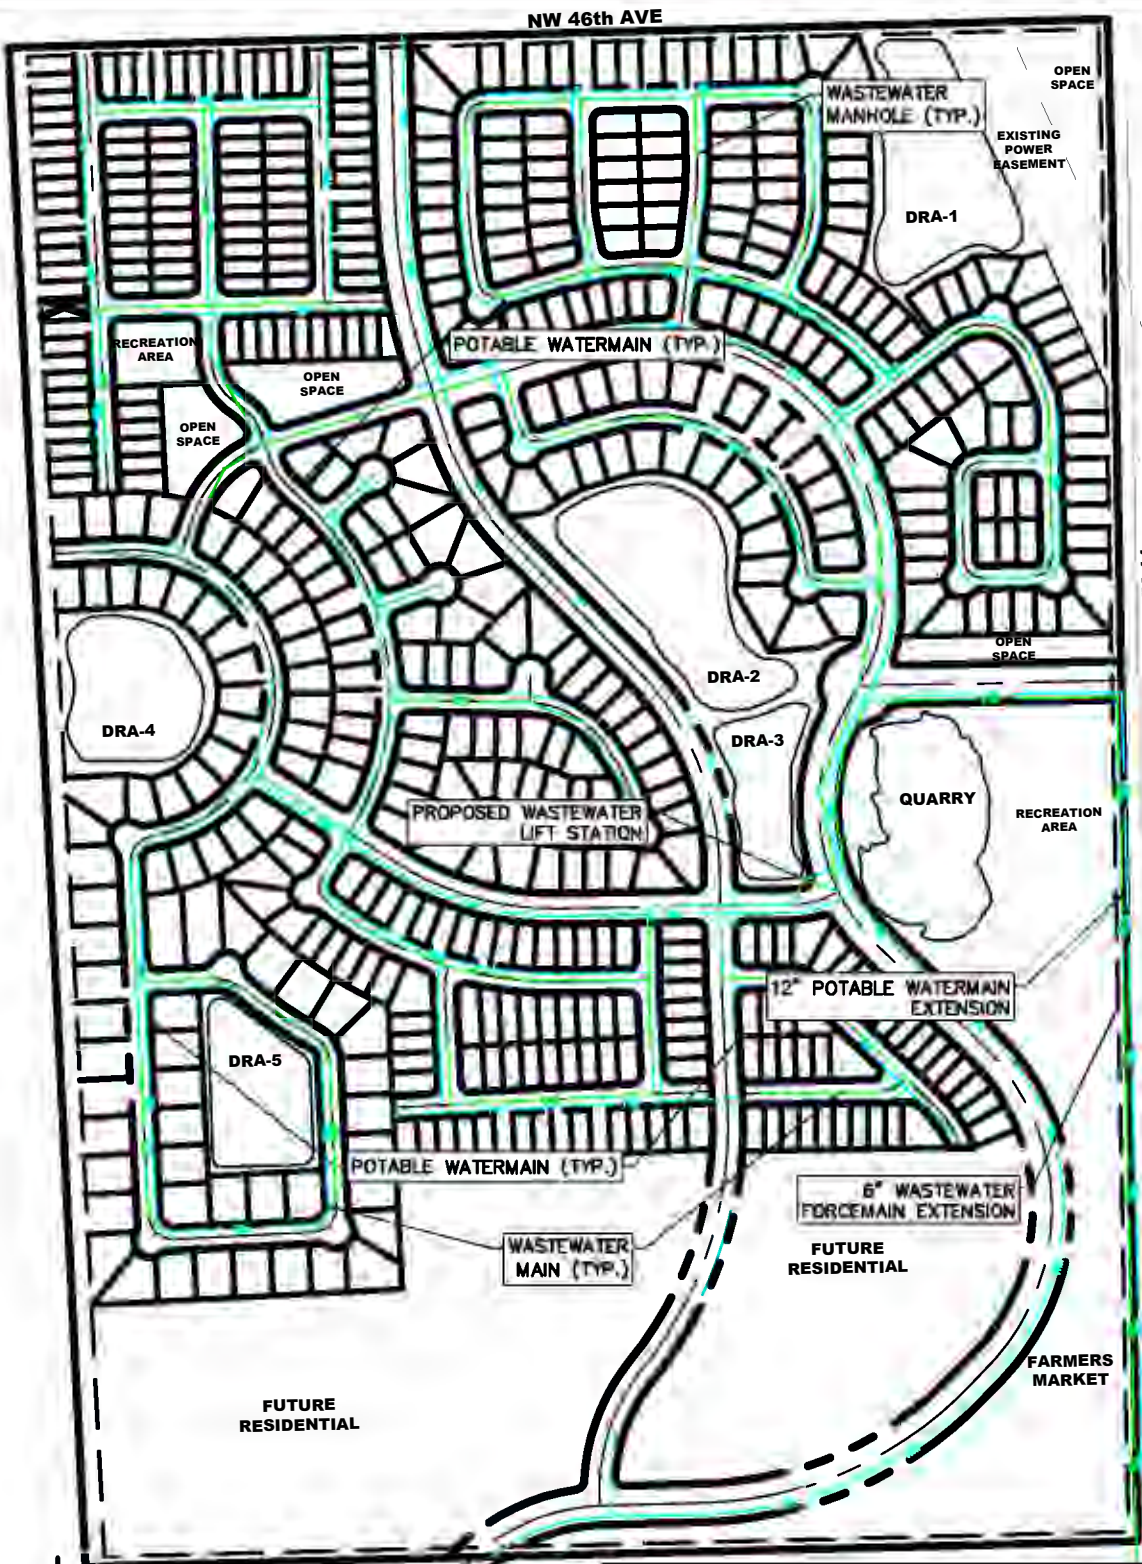 NW 46th AVE
OPEN
SPACE
WASTEWATER
MANHOLE (TYP.)
EXISTING
POWER
EASEMENT
DRA-1
RECREATION
AREA
POTABLE WATERMAIN (TYP.)
OPEN
SPACE
OPEN
SPACE
OPEN
SPACE
DRA-2
DRA-4
DRA-3
QUARRY
RECREATION
AREA
PROPOSED WASTEWATER
LIFT STATION
12" POTABLE WATERMAIN
EXTENSION
DRA-5
POTABLE WATERMAIN (TYP.)
6" WASTEWATER
FORCEMAIN EXTENSION
WASTEWATER
MAIN (TYP.)
FUTURE
RESIDENTIAL
FARMERS
MARKET
FUTURE
RESIDENTIAL